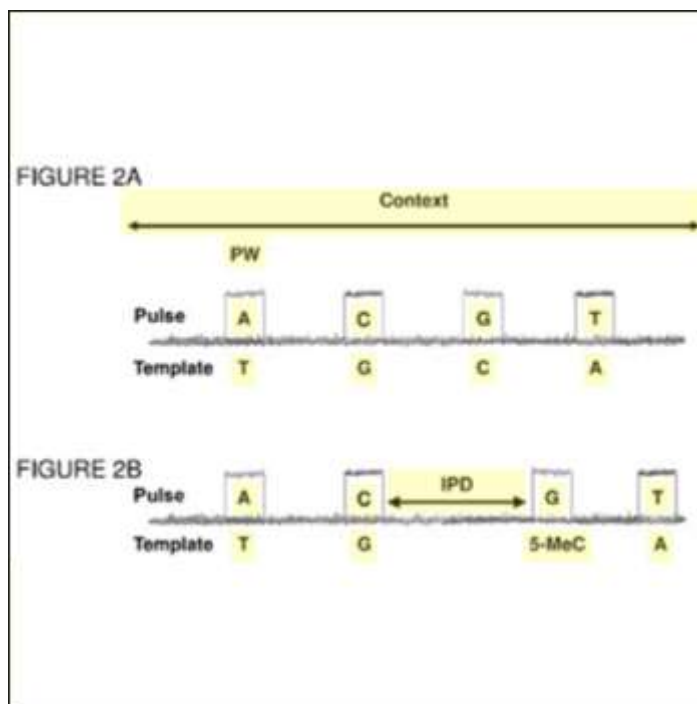 FIGURE 2A
Context
PW
Pulse A C G T
Template T G C A
FIGURE 2B
IPD
Pulse A C G T
Template T G 5-MeC A